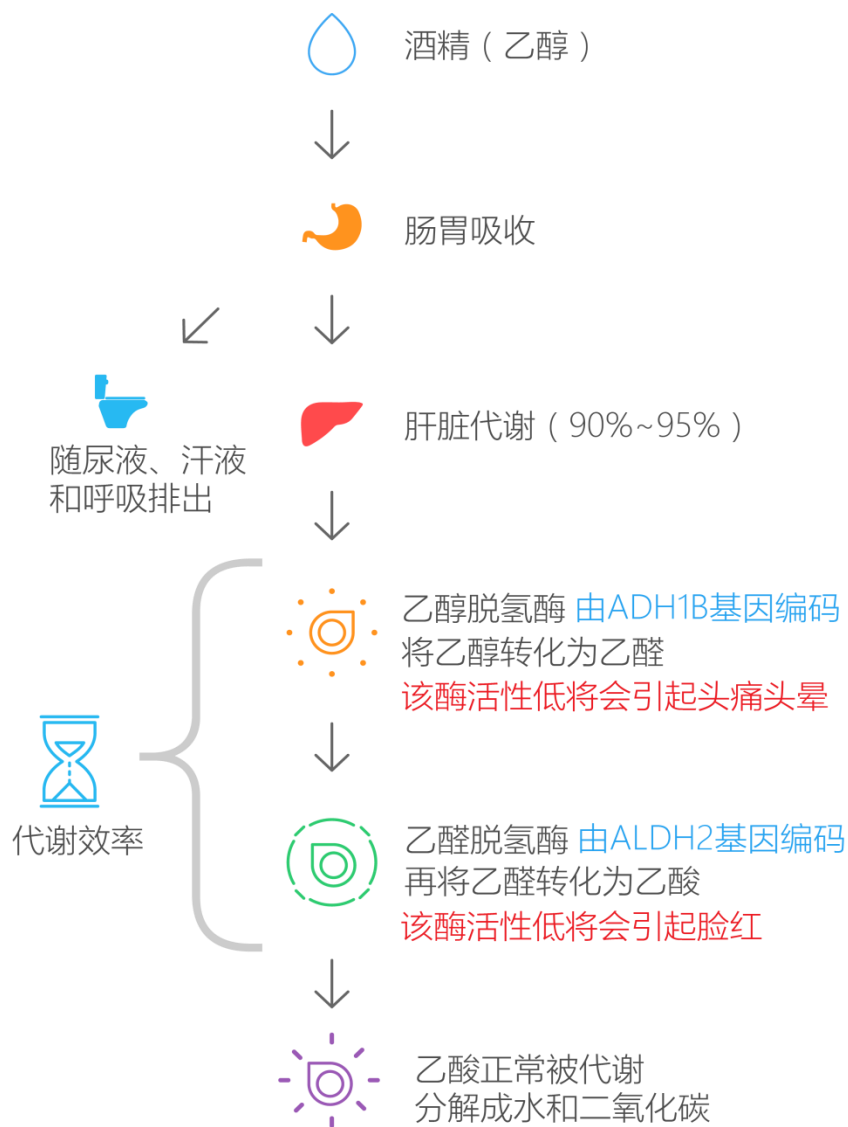 酒精（乙醇）
肠胃吸收
肝脏代谢（90%~95%）
随尿液、汗液
和呼吸排出
乙醇脱氢酶 由ADH1B基因编码
将乙醇转化为乙醛
该酶活性低将会引起头痛头晕
代谢效率
乙醛脱氢酶 由ALDH2基因编码
再将乙醛转化为乙酸
该酶活性低将会引起脸红
乙酸正常被代谢
分解成水和二氧化碳